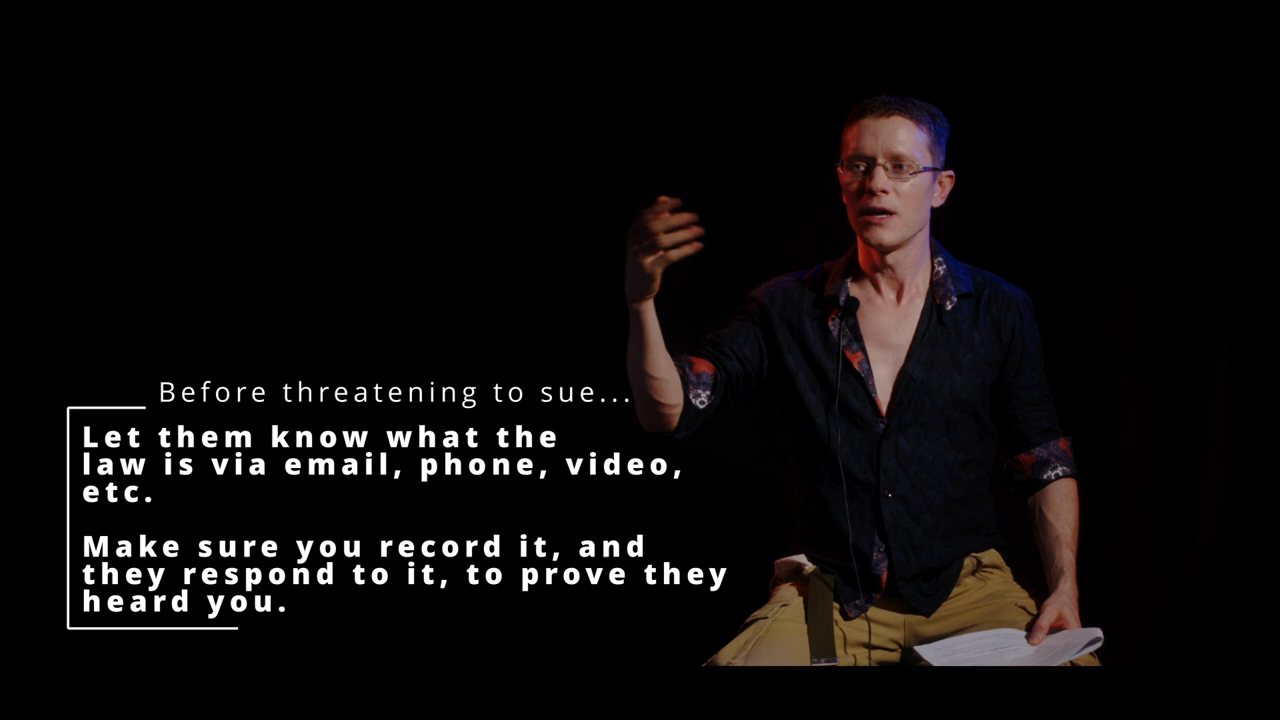 Before threatening to sue...
Let them know what the
law is via email, phone, video,
etc.
Make sure you record it, and
they respond to it, to prove they
heard you.